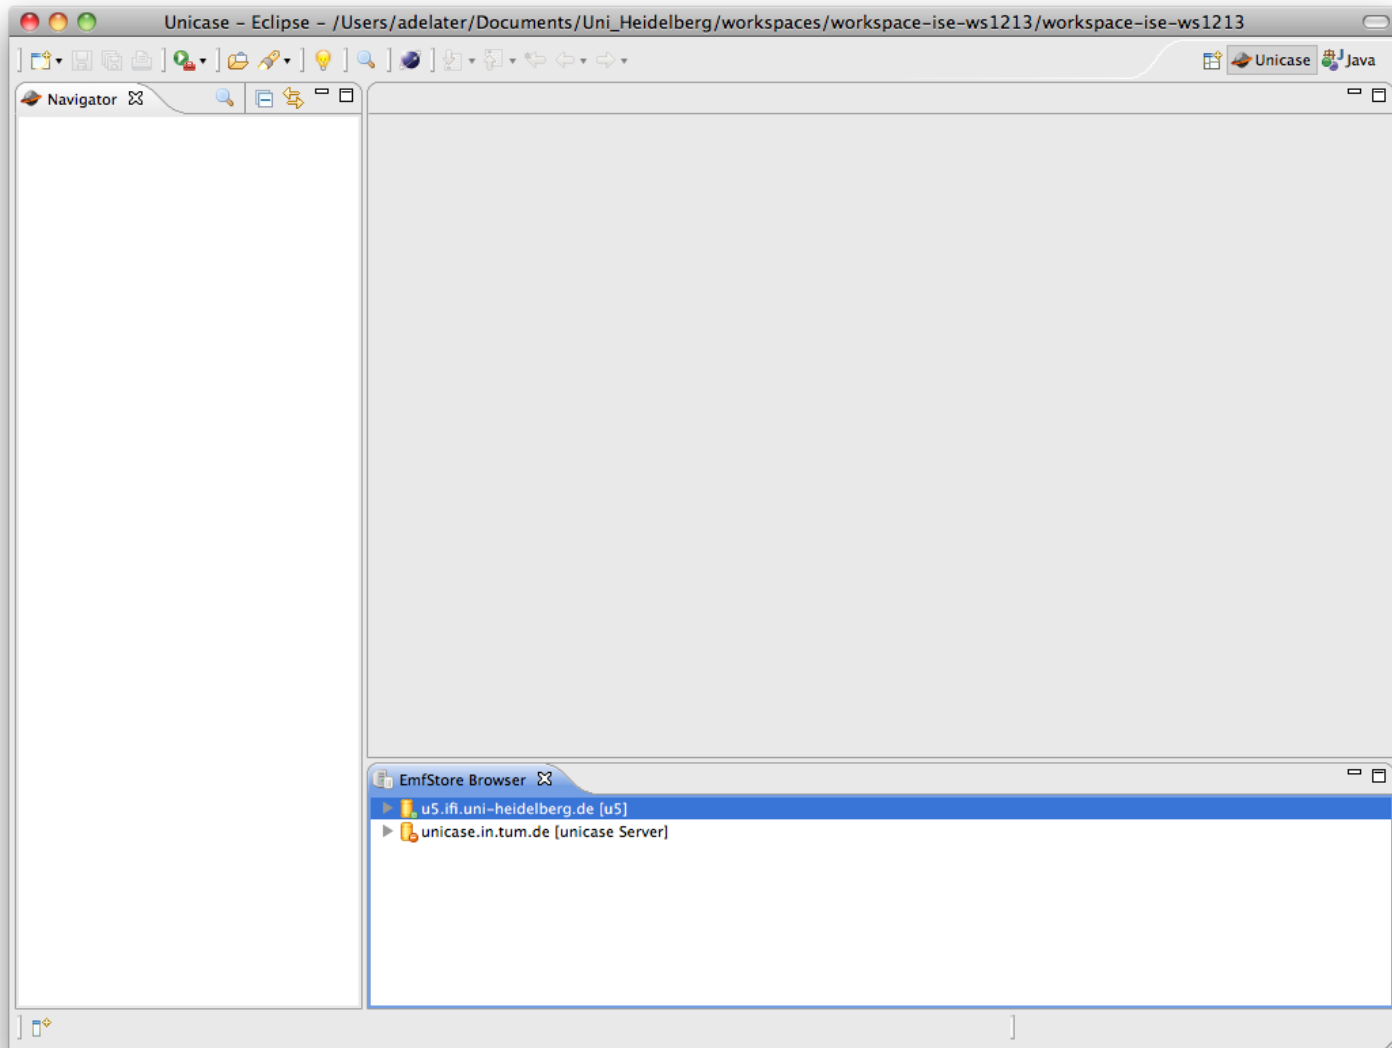 Unicase – Eclipse – /Users/adelater/Documents/Uni_Heidelberg/workspaces/workspace-ise-ws1213/workspace-ise-ws1213
Unicase Java
Navigator
EmfStore Browser
u5.ifi.uni-heidelberg.de [u5]
unicase.in.tum.de [unicase Server]